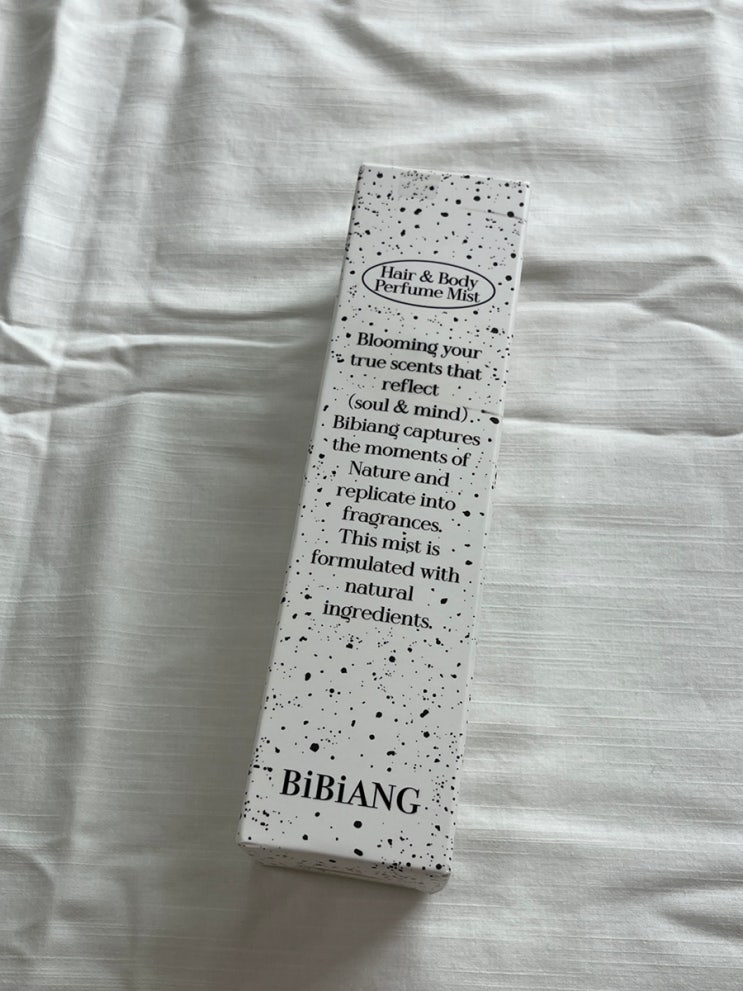 Hair & Body
Perfume Mist
Blooming your
true scents that
reflect
(soul & mind).
Bibiang captures
the moments of
Nature and
replicate into
fragrances.
This mist is
formulated with
natural
ingredients.
BiBiANG